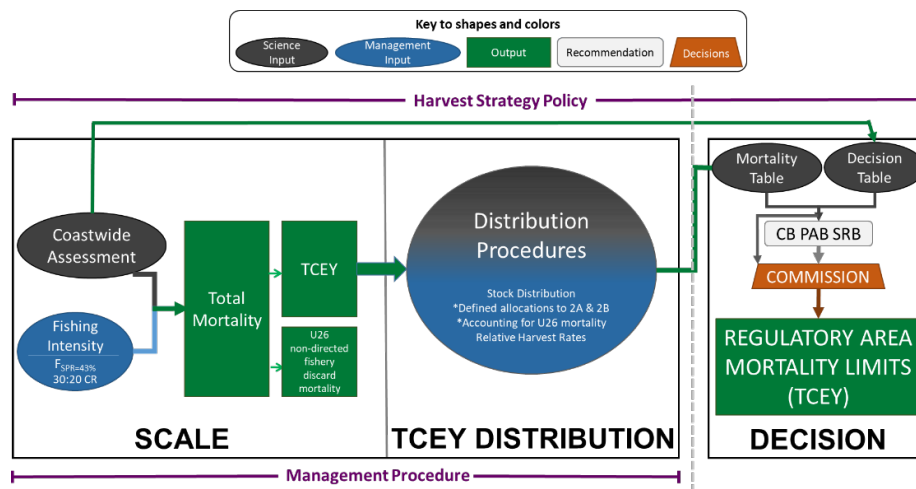 Key to shapes and colors
Science
Input
Management
Input
Output
Recommendation
Decisions
Harvest Strategy Policy
Coastwide
Assessment
Fishing
Intensity
FSPR=43%
30:20 CR
Total
Mortality
TCEY
U26
non-directed
fishery
discard
mortality
SCALE
Distribution
Procedures
Stock Distribution
*Defined allocations to 2A & 2B
*Accounting for U26 mortality
Relative Harvest Rates
TCEY DISTRIBUTION
Mortality
Table
Decision
Table
CB PAB SRB
COMMISSION
REGULATORY AREA
MORTALITY LIMITS
(TCEY)
DECISION
Management Procedure